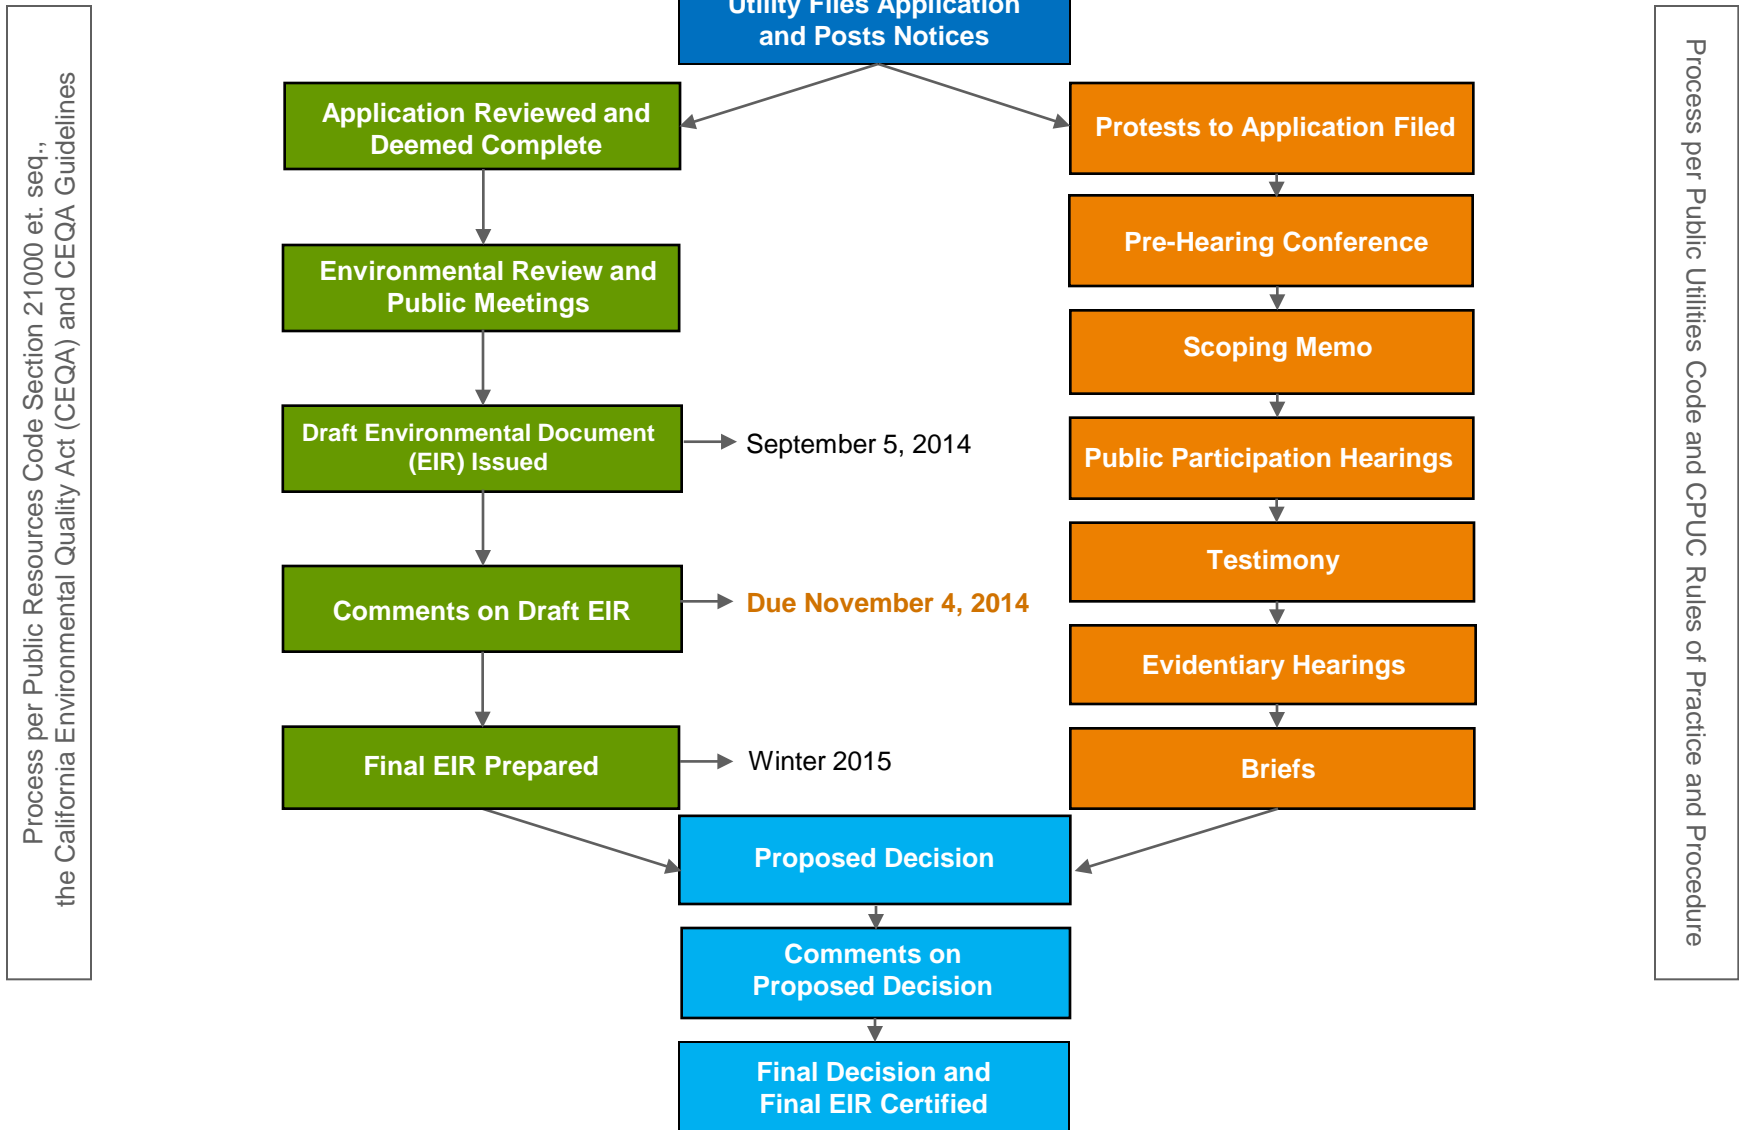 Utility Files Application
and Posts Notices
Process per Public Resources Code Section 21000 et. seq.,
the California Environmental Quality Act (CEQA) and CEQA Guidelines
Application Reviewed and
Deemed Complete
Environmental Review and
Public Meetings
Draft Environmental Document
(EIR) Issued
September 5, 2014
Comments on Draft EIR
Due November 4, 2014
Final EIR Prepared
Winter 2015
Protests to Application Filed
Pre-Hearing Conference
Scoping Memo
Public Participation Hearings
Testimony
Evidentiary Hearings
Briefs
Process per Public Utilities Code and CPUC Rules of Practice and Procedure
Proposed Decision
Comments on
Proposed Decision
Final Decision and
Final EIR Certified